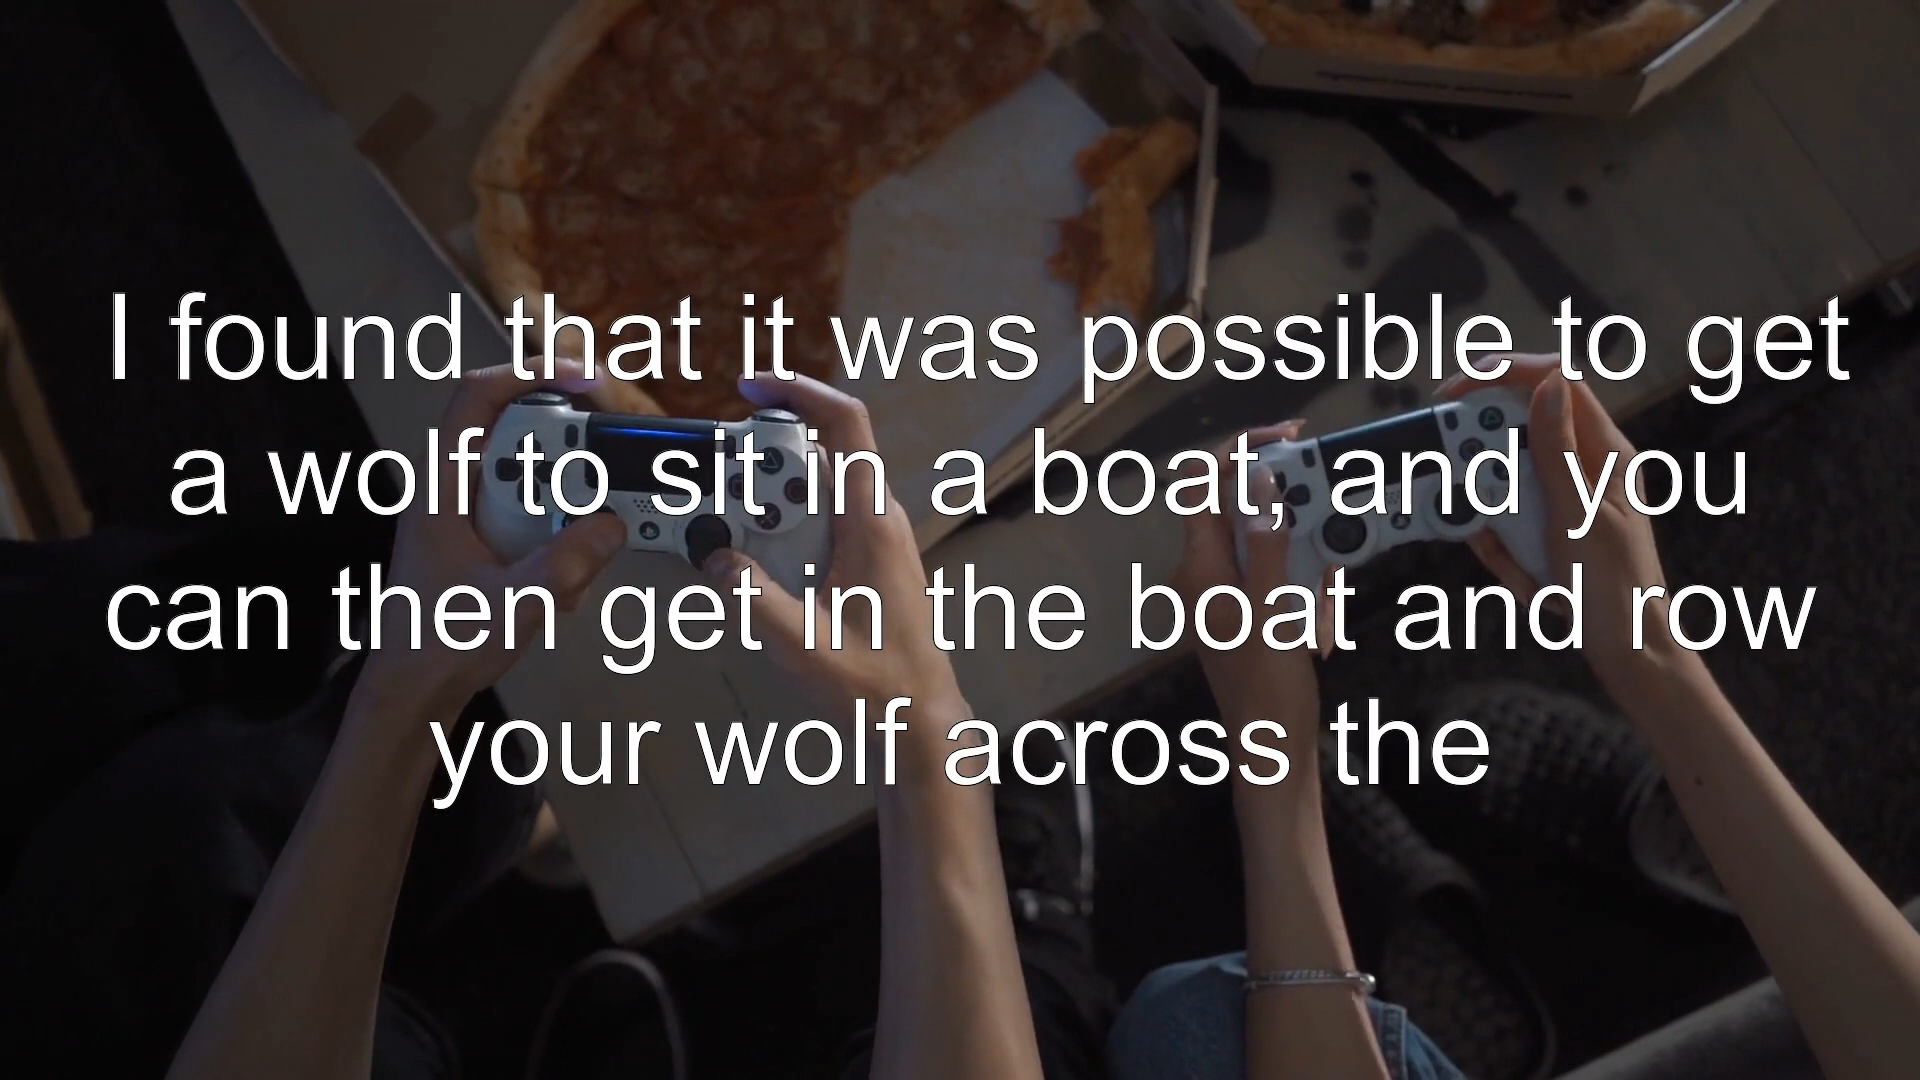 I found that it was possible to get
a wolf to sit in a boat, and you
can then get in the boat and row
your wolf across the